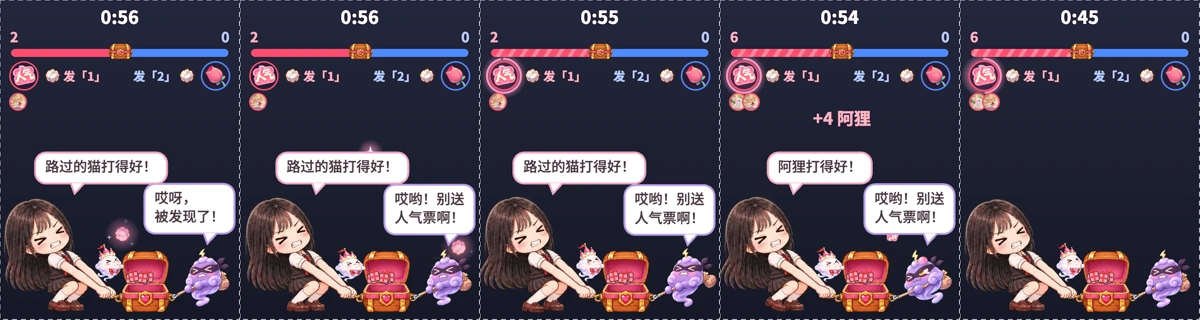 0:56
2 0
人气 发「1」 发「2」
路过的猫打得好！
哎呀，
被发现了！
0:56
2 0
人气 发「1」 发「2」
路过的猫打得好！
哎哟！别送
人气票啊！
0:55
2 0
人气 发「1」 发「2」
路过的猫打得好！
哎哟！别送
人气票啊！
0:54
6 0
人气 发「1」 发「2」
+4 阿狸
阿狸打得好！
哎哟！别送
人气票啊！
0:45
6 0
人气 发「1」 发「2」